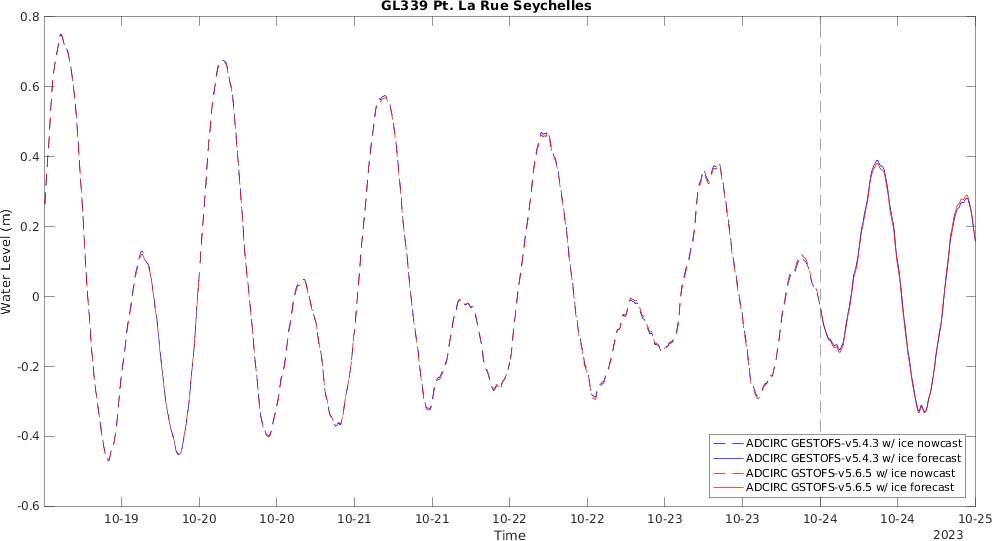 GL339 Pt. La Rue Seychelles
0.8
0.6
0.4
0.2
0
-0.2
-0.4
-0.6
Water Level (m)
ADCIRC GESTOFS-v5.4.3 w/ ice nowcast
ADCIRC GESTOFS-v5.4.3 w/ ice forecast
ADCIRC GSTOFS-v5.6.5 w/ ice nowcast
ADCIRC GSTOFS-v5.6.5 w/ ice forecast
10-19 10-20 10-20 10-21 10-21 10-22 10-22 10-23 10-23 10-24 10-24 10-25
Time 2023